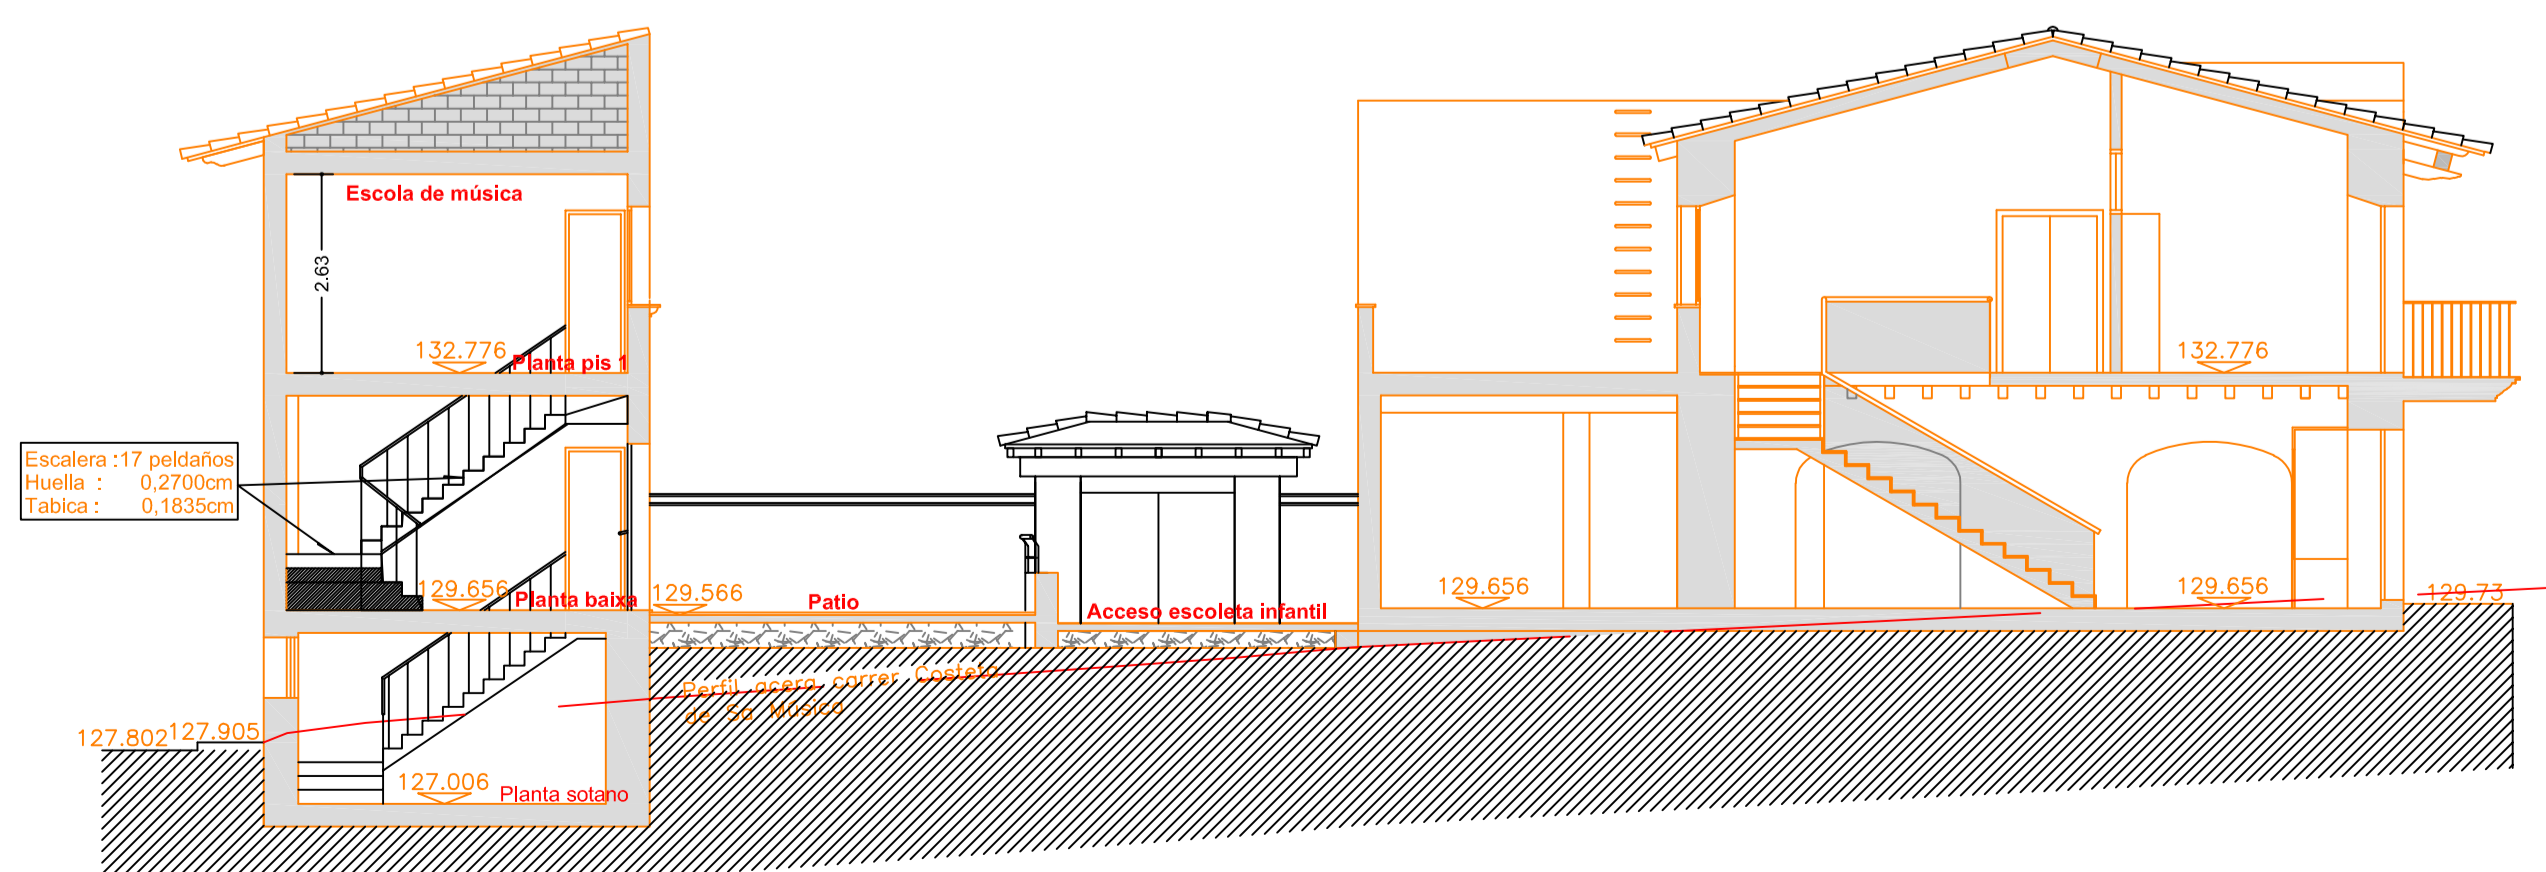 Escola de música
2.63
132.776
Planta pis 1
132.776
Escalera :17 peldaños
Huella : 0,2700cm
Tabica : 0,1835cm
129.656
Planta baixa
129.566
Patio
Acceso escoleta infantil
129.656
129.656
129.73
Perfil acera carrer Costeta
de Sa Música
127.802
127.905
127.006
Planta sotano